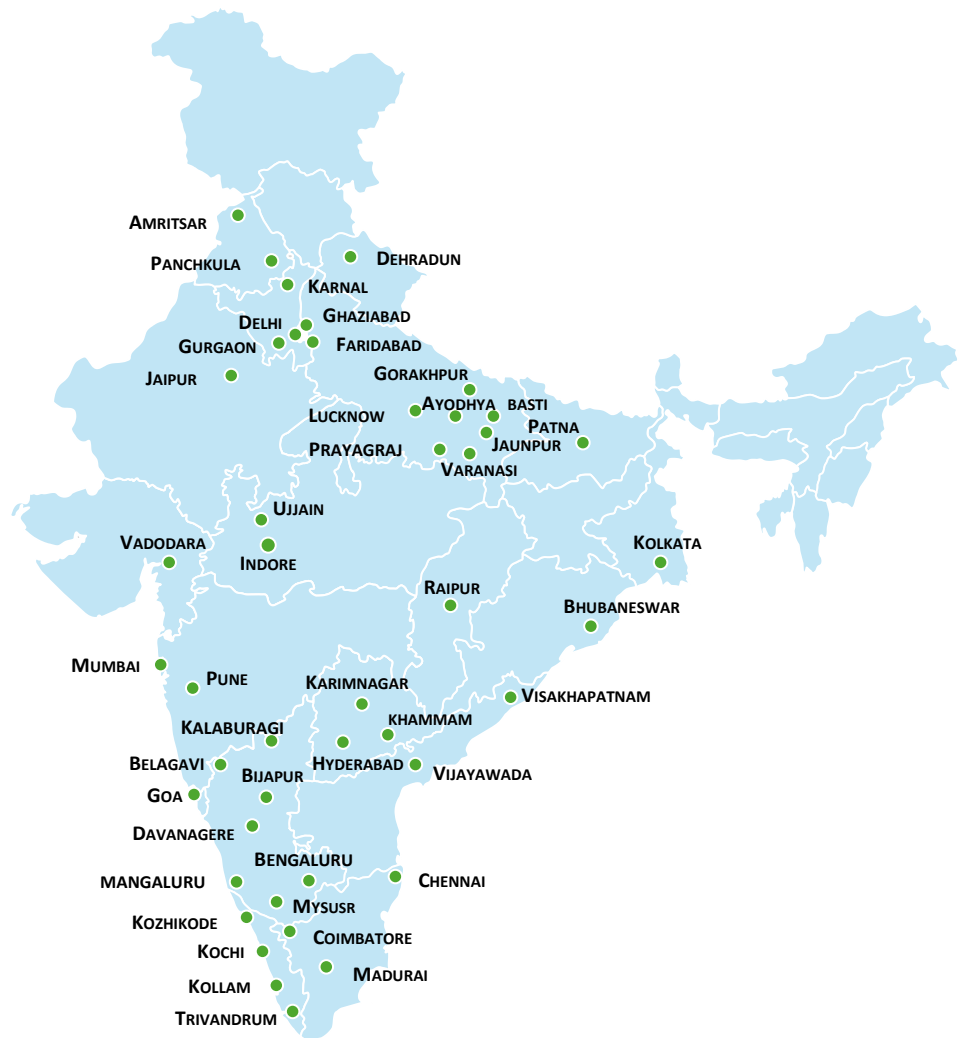 Amritsar
Panchkula
Dehradun
Karnal
Ghaziabad
Delhi
Gurgaon
Faridabad
Jaipur
Gorakhpur
Lucknow
Ayodhya
BASTI
Patna
Prayagraj
Jaunpur
Varanasi
Ujjain
Vadodara
Indore
Kolkata
Raipur
Bhubaneswar
Mumbai
Pune
Karimnagar
Visakhapatnam
Kalaburagi
KHAMMAM
Belagavi
Bijapur
Hyderabad
Vijayawada
Goa
Davanagere
Bengaluru
MANGALURU
Chennai
Mysusr
Kozhikode
Coimbatore
Kochi
Madurai
Kollam
Trivandrum